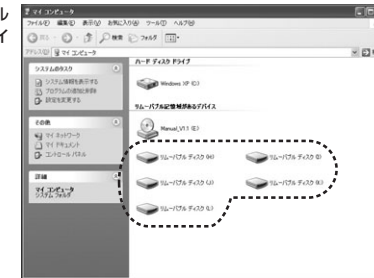 ル
イ
マイ コンピュータ
ファイル(F) 編集(E) 表示(V) お気に入り(A) ツール(T) ヘルプ(H)
戻る 検索 フォルダ
アドレス(D) マイ コンピュータ
システムのタスク
システム情報を表示する
プログラムの追加と削除
設定を変更する
その他
マイ ネットワーク
マイ ドキュメント
コントロール パネル
詳細
マイ コンピュータ
システム フォルダ
ハード ディスク ドライブ
Windows XP (C:)
リムーバブル記憶域があるデバイス
Manual_V1.1 (E:)
リムーバブル ディスク (H:) リムーバブル ディスク (I:)
リムーバブル ディスク (J:) リムーバブル ディスク (K:)
リムーバブル ディスク (L:)